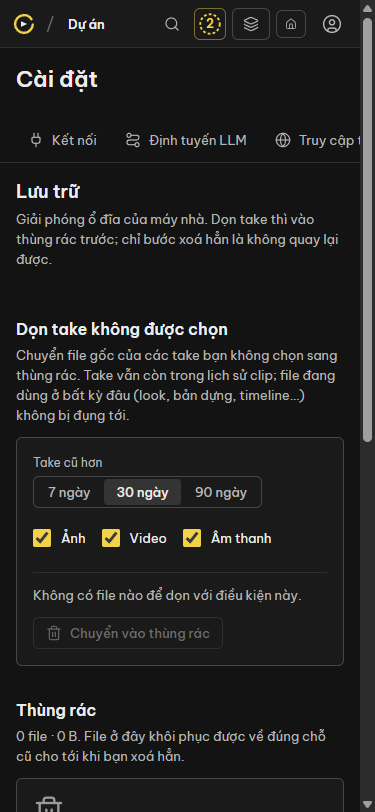 / Dự án 2
Cài đặt
Kết nối Định tuyến LLM Truy cập t
Lưu trữ
Giải phóng ổ đĩa của máy nhà. Dọn take thì vào
thùng rác trước; chỉ bước xoá hẳn là không quay lại
được.
Dọn take không được chọn
Chuyển file gốc của các take bạn không chọn sang
thùng rác. Take vẫn còn trong lịch sử clip; file đang
dùng ở bất kỳ đâu (look, bản dựng, timeline…)
không bị đụng tới.
Take cũ hơn
7 ngày 30 ngày 90 ngày
Ảnh Video Âm thanh
Không có file nào để dọn với điều kiện này.
Chuyển vào thùng rác
Thùng rác
0 file · 0 B. File ở đây khôi phục được về đúng chỗ
cũ cho tới khi bạn xoá hẳn.